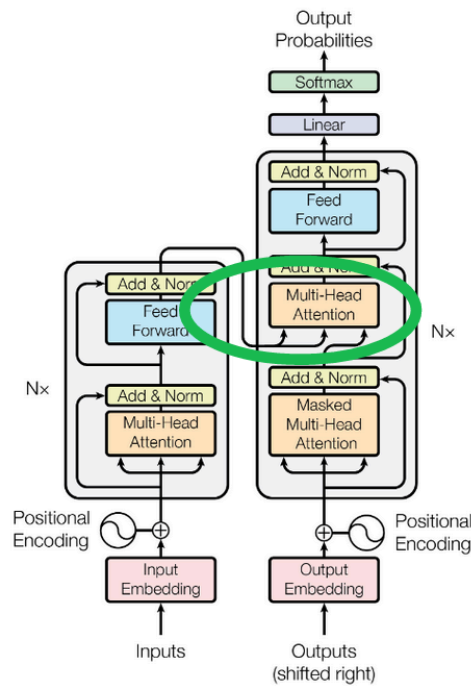 Output
Probabilities
Softmax
Linear
Add & Norm
Feed
Forward
Add & Norm
Multi-Head
Attention
Nx
Add & Norm
Masked
Multi-Head
Attention
Add & Norm
Feed
Forward
Nx
Add & Norm
Multi-Head
Attention
Positional
Encoding
Positional
Encoding
Input
Embedding
Output
Embedding
Inputs
Outputs
(shifted right)